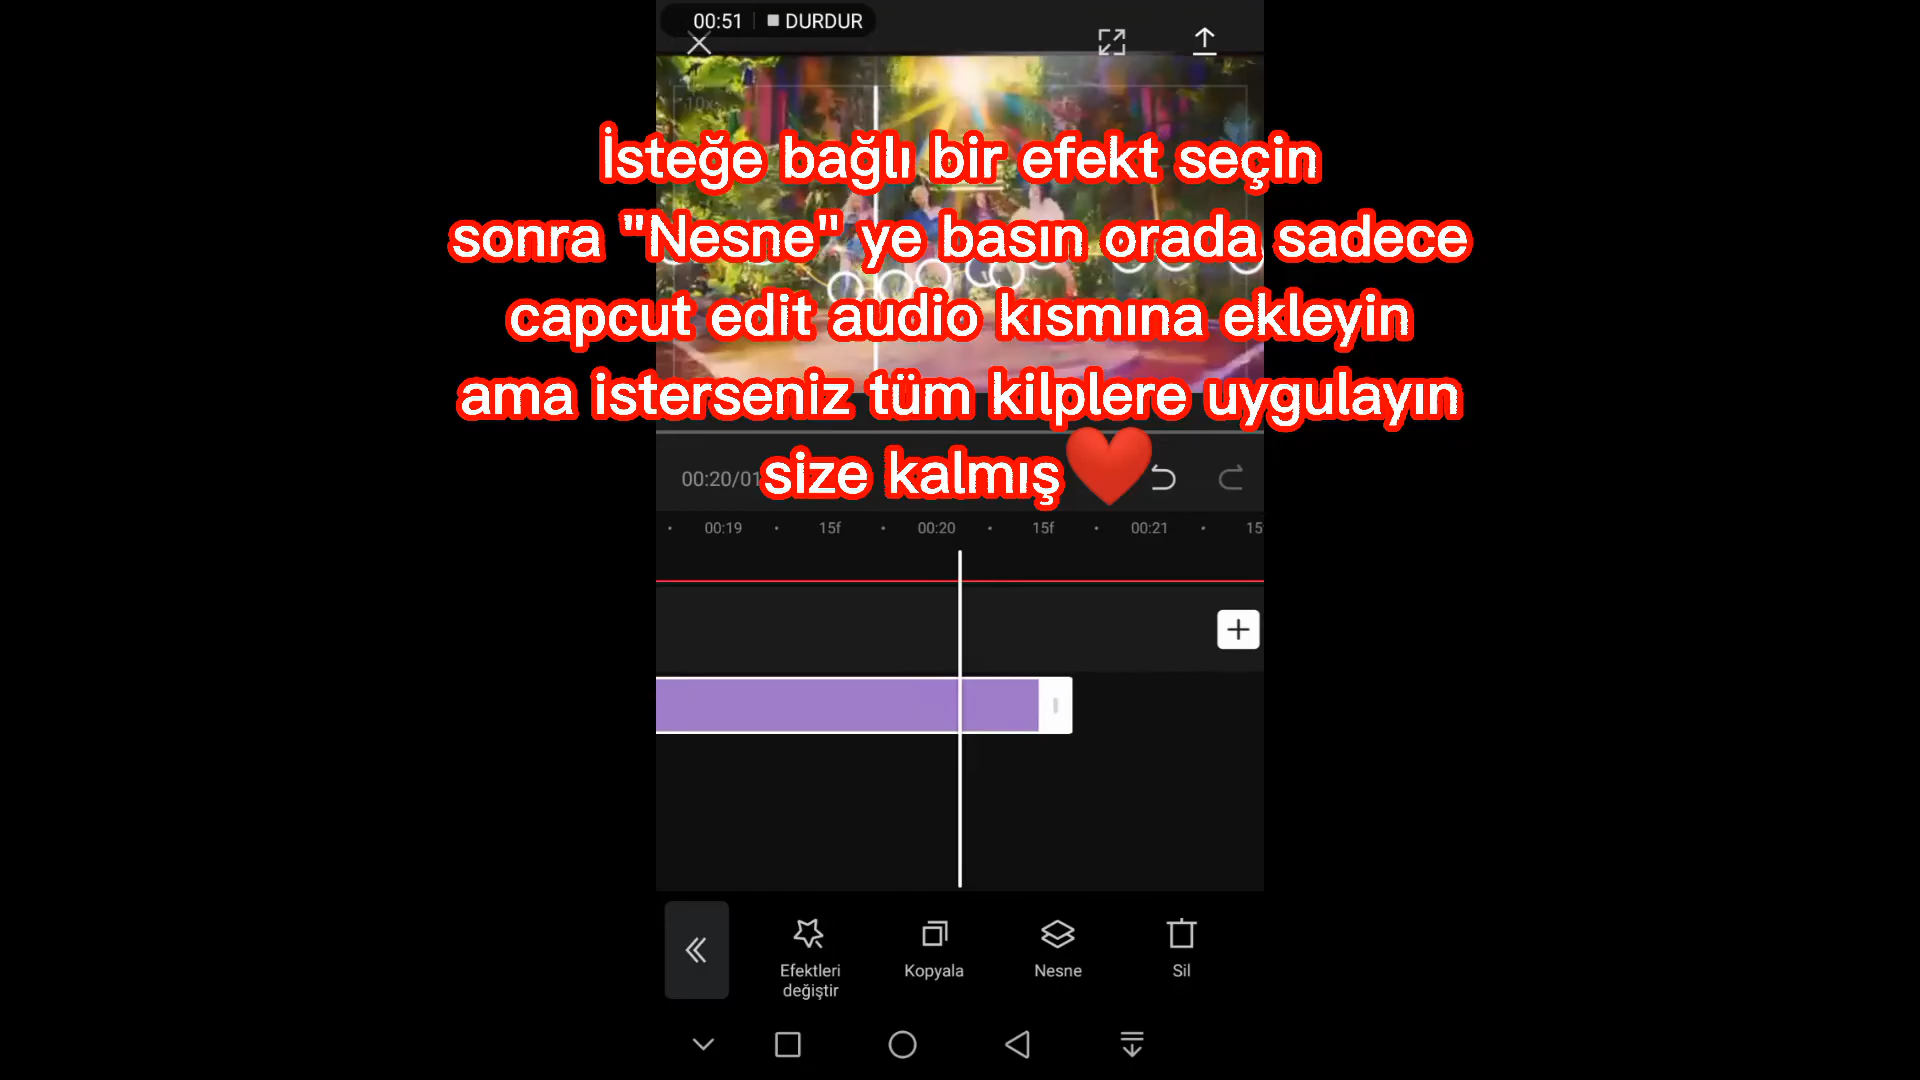 00:51 DURDUR
10x
İsteğe bağlı bir efekt seçin
sonra "Nesne" ye basın orada sadece
capcut edit audio kısmına ekleyin
ama isterseniz tüm kilplere uygulayın
size kalmış❤️
00:20/01
00:19 15f 00:20 15f 00:21 15
Efektleri değiştir
Kopyala
Nesne
Sil